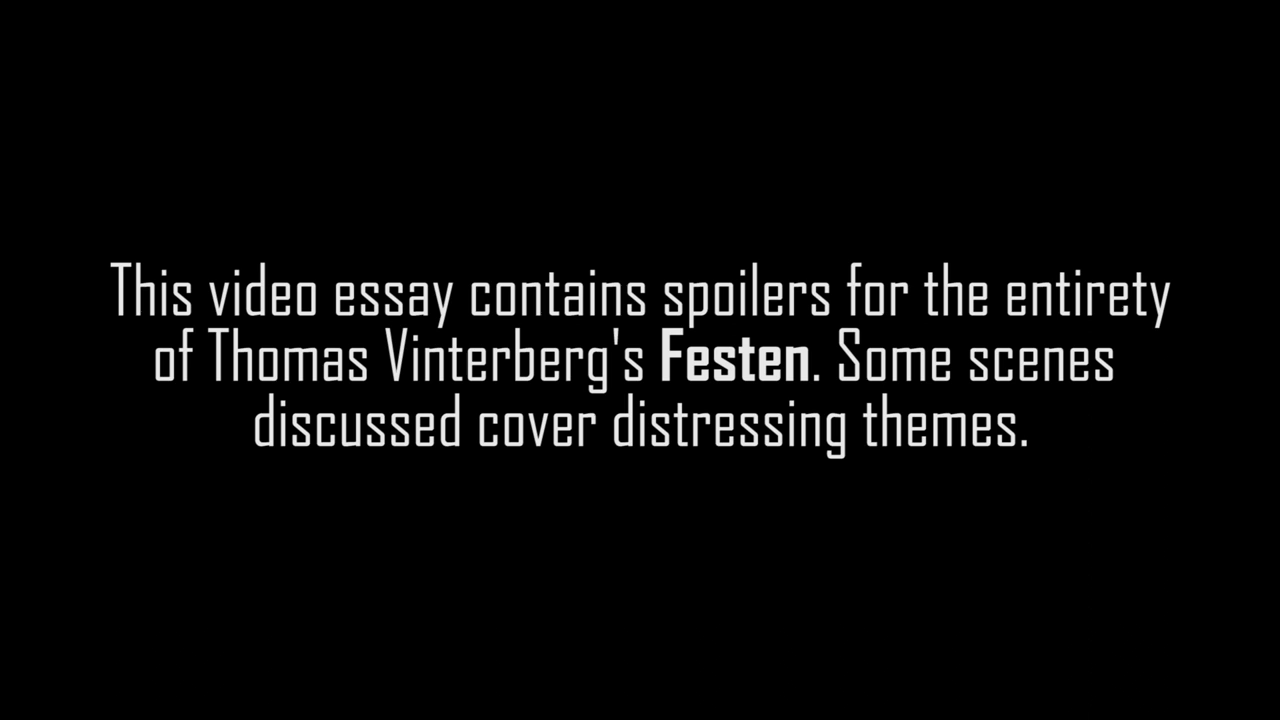 This video essay contains spoilers for the entirety
of Thomas Vinterberg's Festen. Some scenes
discussed cover distressing themes.